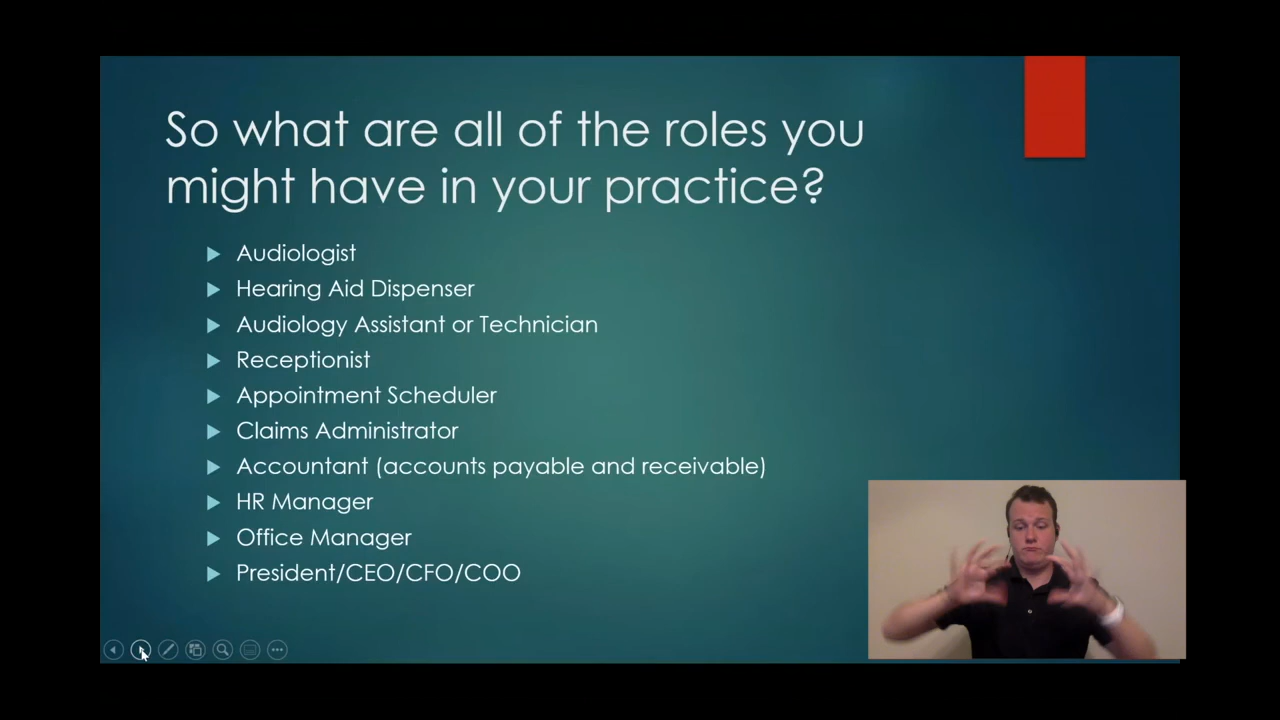 So what are all of the roles you
might have in your practice?
Audiologist
Hearing Aid Dispenser
Audiology Assistant or Technician
Receptionist
Appointment Scheduler
Claims Administrator
Accountant (accounts payable and receivable)
HR Manager
Office Manager
President/CEO/CFO/COO